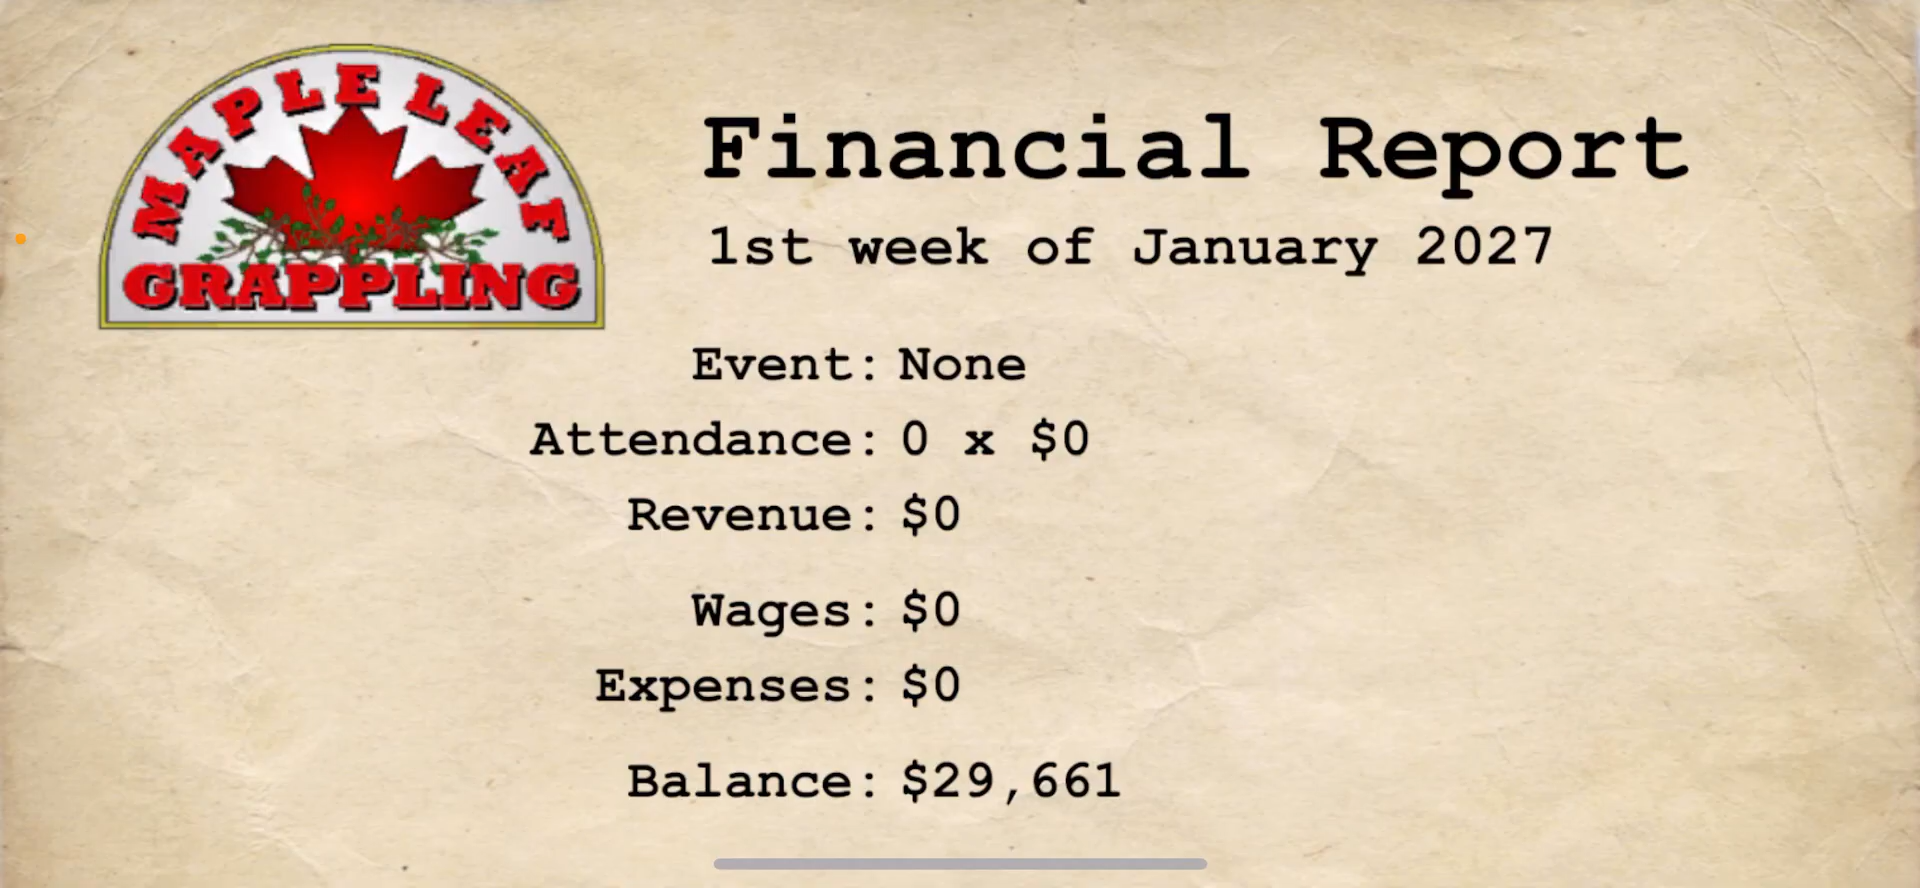 MAPLE LEAF
GRAPPLING
Financial Report
1st week of January 2027
Event: None
Attendance: 0 x $0
Revenue: $0
Wages: $0
Expenses: $0
Balance: $29,661